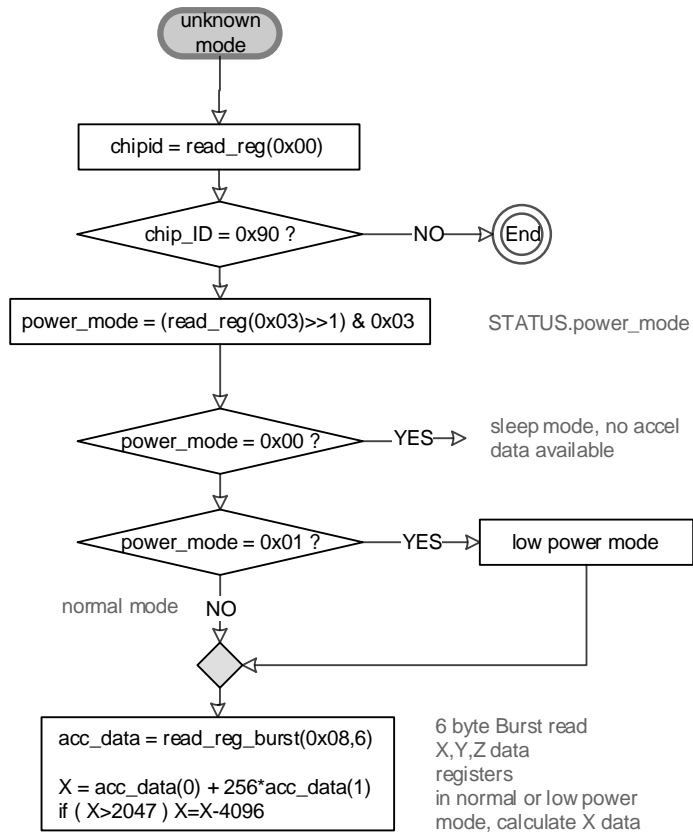 unknown
mode
chipid = read_reg(0x00)
chip_ID = 0x90 ?
NO
End
power_mode = (read_reg(0x03)>>1) & 0x03
STATUS.power_mode
power_mode = 0x00 ?
YES
sleep mode, no accel
data available
power_mode = 0x01 ?
YES
low power mode
normal mode
NO
acc_data = read_reg_burst(0x08,6)
X = acc_data(0) + 256*acc_data(1)
if ( X>2047 ) X=X-4096
6 byte Burst read
X,Y,Z data
registers
in normal or low power
mode, calculate X data